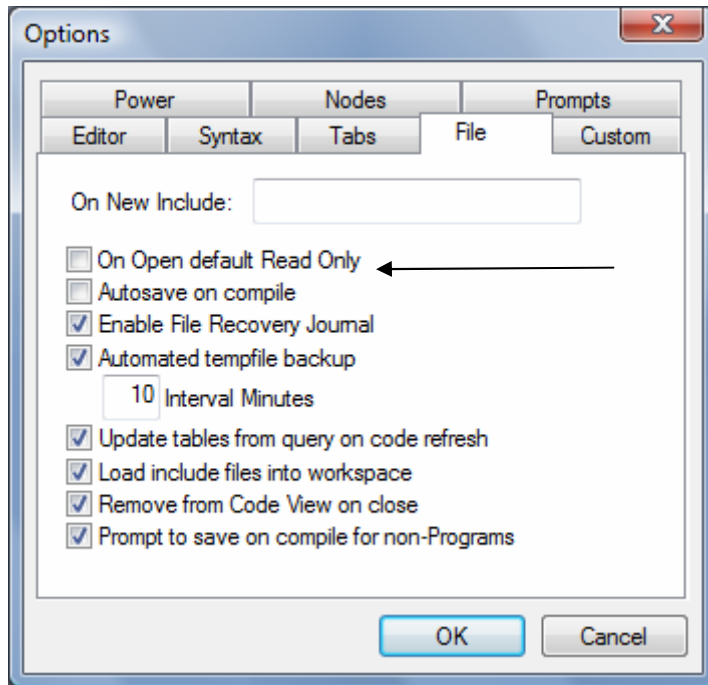 Options
Power Nodes Prompts
Editor Syntax Tabs File Custom
On New Include:
On Open default Read Only
Autosave on compile
Enable File Recovery Journal
Automated tempfile backup
10 Interval Minutes
Update tables from query on code refresh
Load include files into workspace
Remove from Code View on close
Prompt to save on compile for non-Programs
OK Cancel